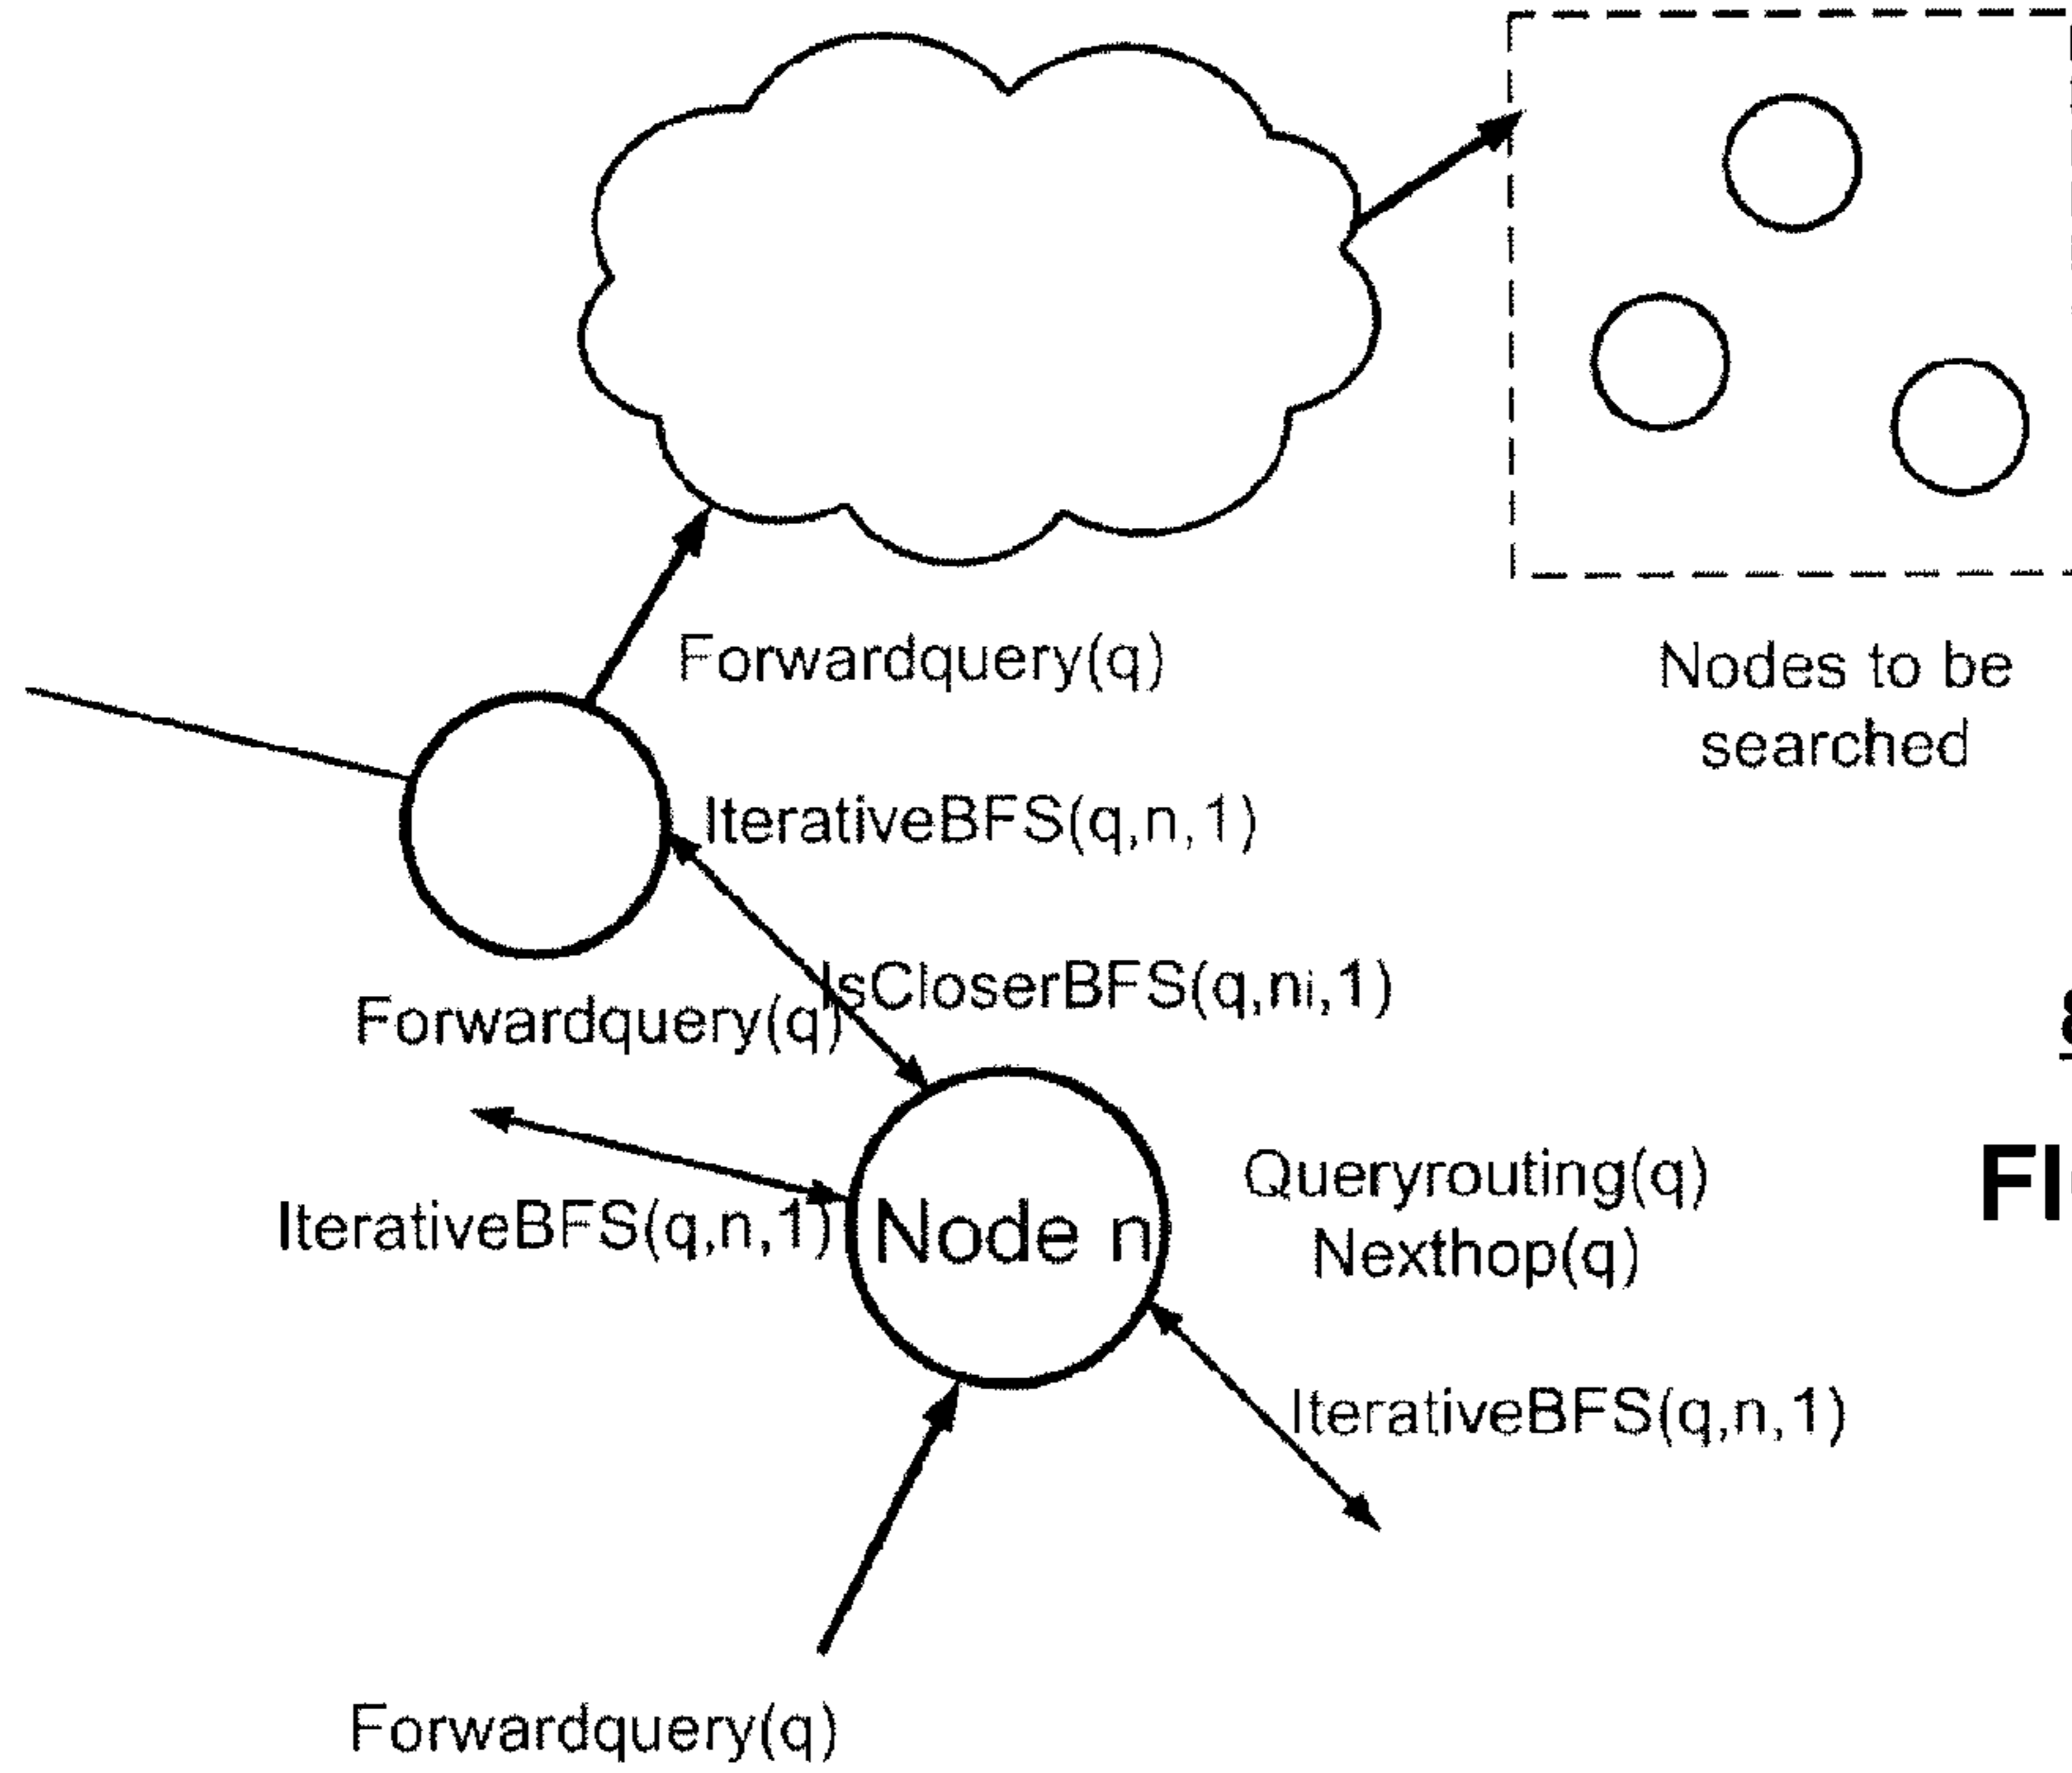 Forwardquery(q)
Nodes to be
searched
IterativeBFS(q,n,1)
IsCloserBFS(q,ni,1)
Forwardquery(q)
Queryrouting(q)
Nexthop(q)
IterativeBFS(q,n,1)
Node n
IterativeBFS(q,n,1)
Forwardquery(q)